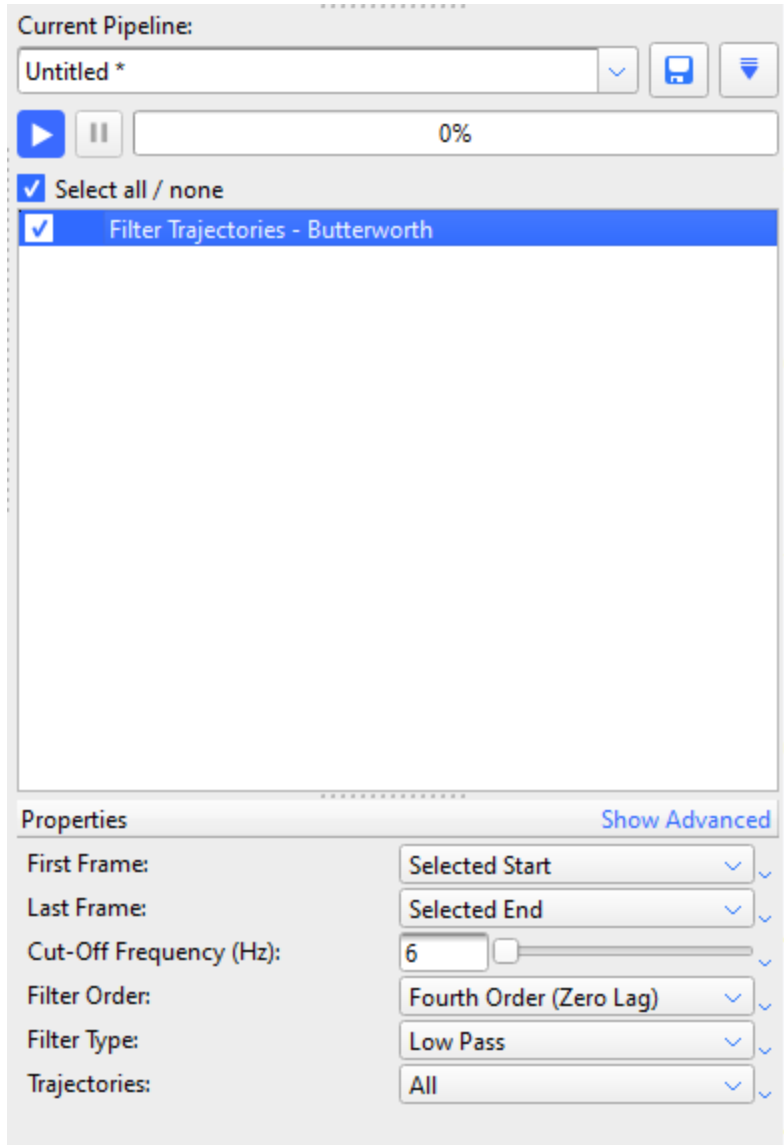 Current Pipeline:
Untitled *
0%
Select all / none
Filter Trajectories - Butterworth
Properties Show Advanced
First Frame: Selected Start
Last Frame: Selected End
Cut-Off Frequency (Hz): 6
Filter Order: Fourth Order (Zero Lag)
Filter Type: Low Pass
Trajectories: All